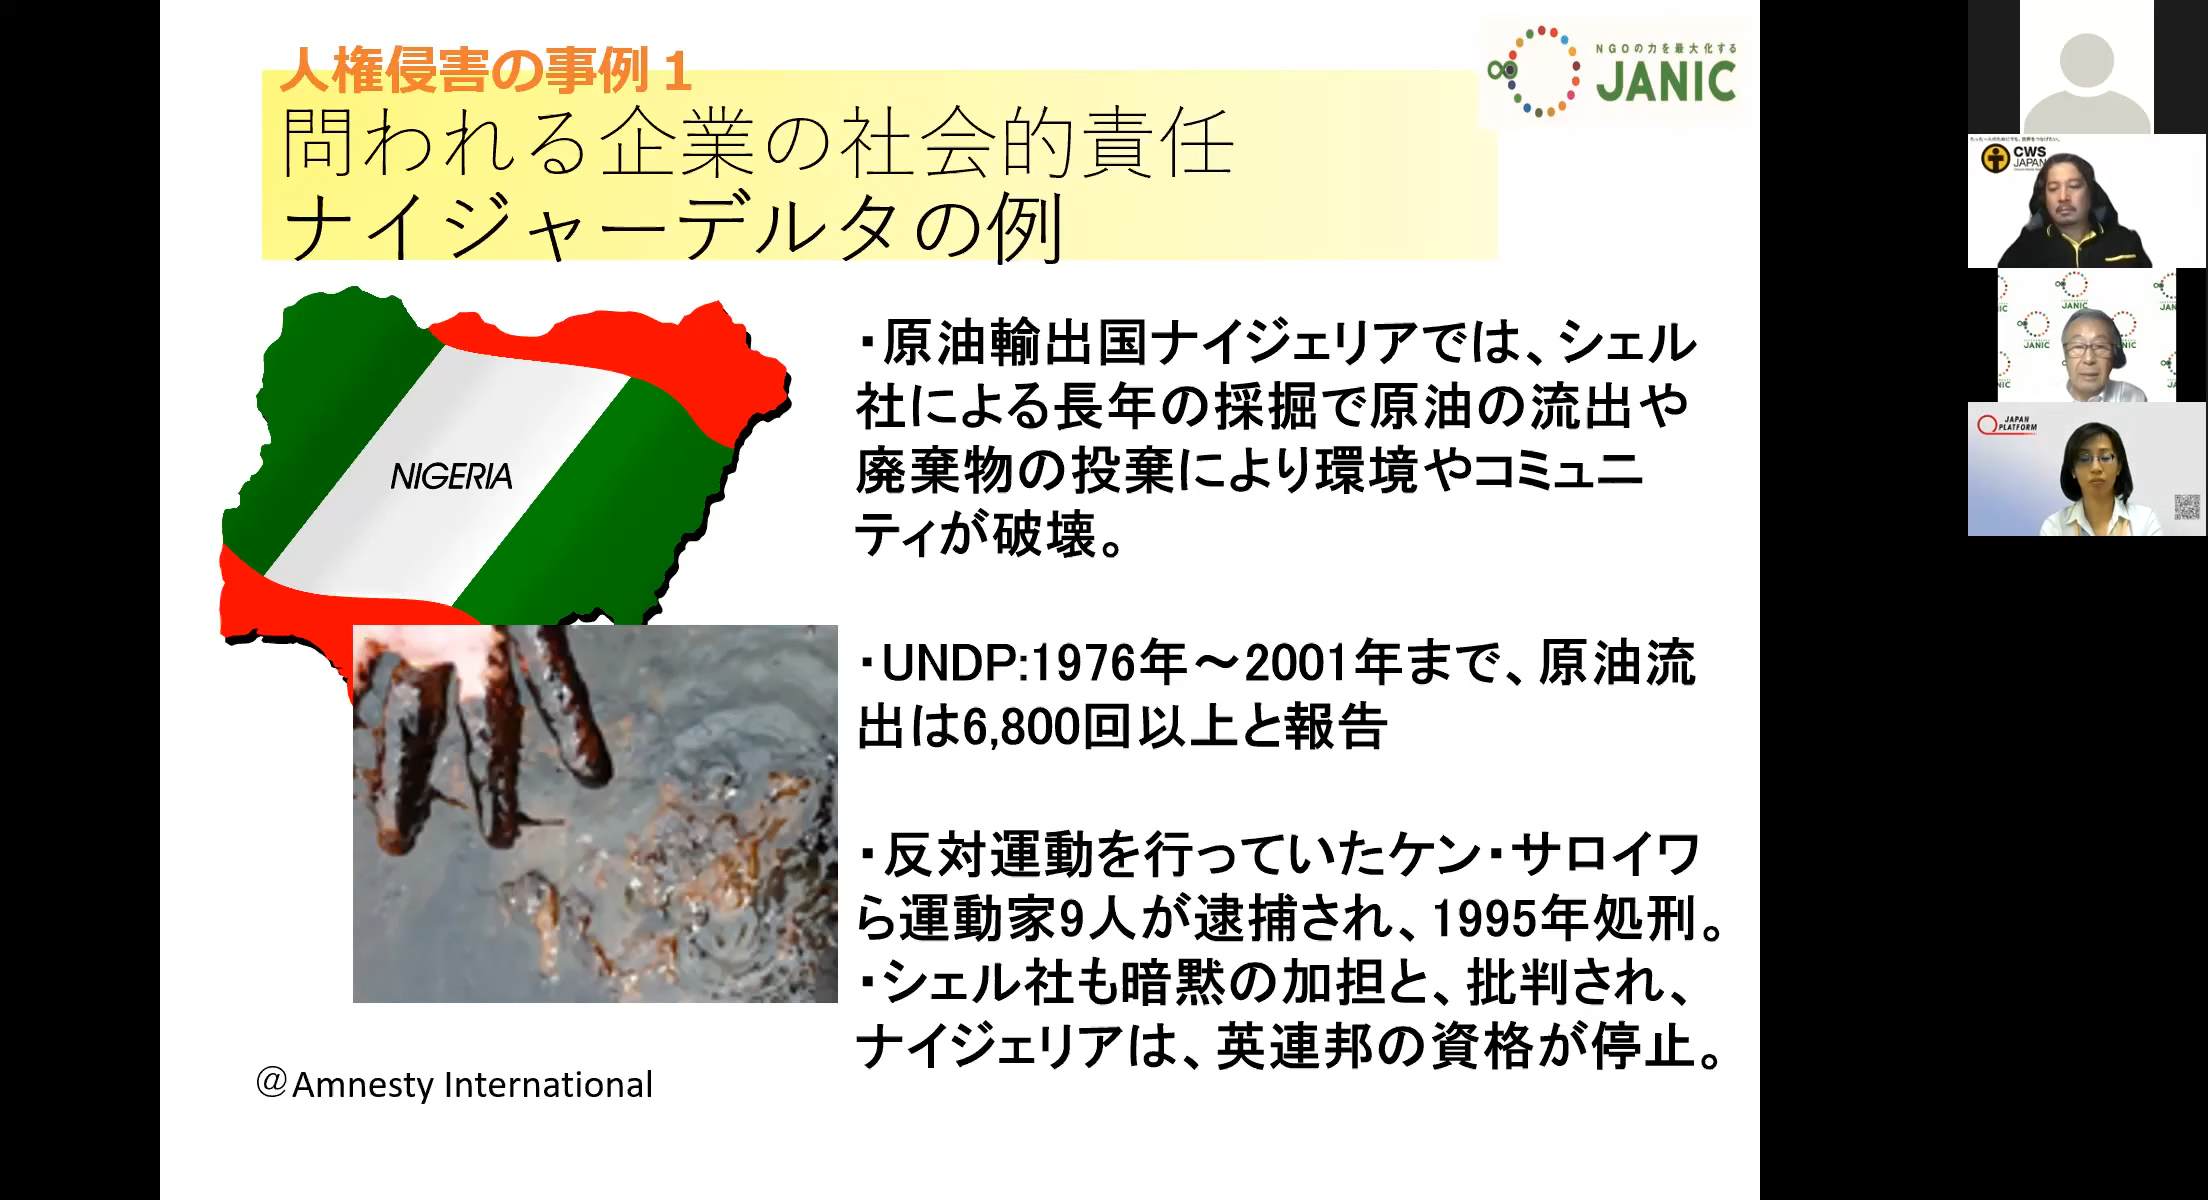 人権侵害の事例１
問われる企業の社会的責任
ナイジャーデルタの例
NGOの力を最大化する
JANIC
NIGERIA
・原油輸出国ナイジェリアでは、シェル
社による長年の採掘で原油の流出や
廃棄物の投棄により環境やコミュニ
ティが破壊。
・UNDP:1976年～2001年まで、原油流
出は6,800回以上と報告
・反対運動を行っていたケン・サロイワ
ら運動家9人が逮捕され、1995年処刑。
・シェル社も暗黙の加担と、批判され、
ナイジェリアは、英連邦の資格が停止。
＠Amnesty International
CWS
JAPAN
JANIC
JANIC
JANIC
JAPAN
PLATFORM